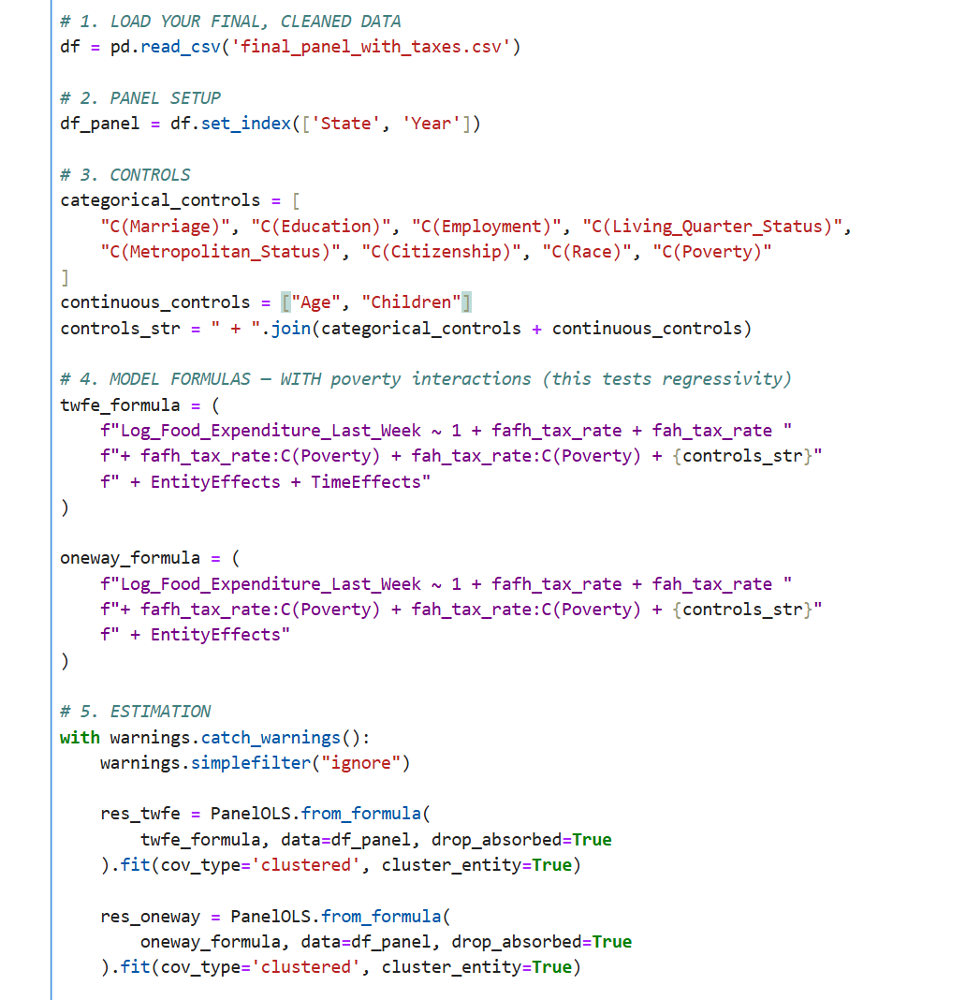 # 1. LOAD YOUR FINAL, CLEANED DATA
df = pd.read_csv('final_panel_with_taxes.csv')

# 2. PANEL SETUP
df_panel = df.set_index(['State', 'Year'])

# 3. CONTROLS
categorical_controls = [
    "C(Marriage)", "C(Education)", "C(Employment)", "C(Living_Quarter_Status)",
    "C(Metropolitan_Status)", "C(Citizenship)", "C(Race)", "C(Poverty)"
]
continuous_controls = ["Age", "Children"]
controls_str = " + ".join(categorical_controls + continuous_controls)

# 4. MODEL FORMULAS — WITH poverty interactions (this tests regressivity)
twfe_formula = (
    f"Log_Food_Expenditure_Last_Week ~ 1 + fafh_tax_rate + fah_tax_rate "
    f"+ fafh_tax_rate:C(Poverty) + fah_tax_rate:C(Poverty) + {controls_str}"
    f" + EntityEffects + TimeEffects"
)

oneway_formula = (
    f"Log_Food_Expenditure_Last_Week ~ 1 + fafh_tax_rate + fah_tax_rate "
    f"+ fafh_tax_rate:C(Poverty) + fah_tax_rate:C(Poverty) + {controls_str}"
    f" + EntityEffects"
)

# 5. ESTIMATION
with warnings.catch_warnings():
    warnings.simplefilter("ignore")

    res_twfe = PanelOLS.from_formula(
        twfe_formula, data=df_panel, drop_absorbed=True
    ).fit(cov_type='clustered', cluster_entity=True)

    res_oneway = PanelOLS.from_formula(
        oneway_formula, data=df_panel, drop_absorbed=True
    ).fit(cov_type='clustered', cluster_entity=True)